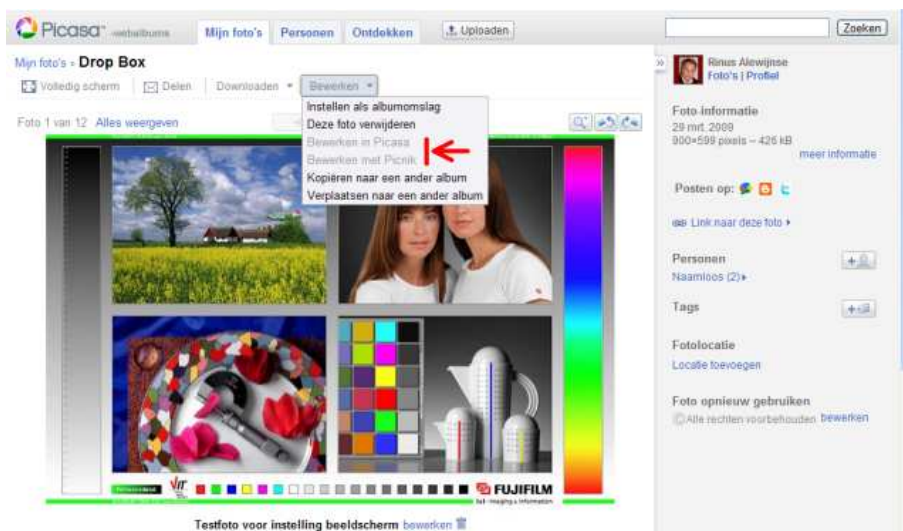 Picasa™ webalbums
Mijn foto's Personen Ontdekken Uploaden
Zoeken
Mijn foto's » Drop Box
Volledig scherm Delen Downloaden Bewerken
Instellen als albumomslag
Deze foto verwijderen
Bewerken in Picasa
Bewerken met Picnik
Kopiëren naar een ander album
Verplaatsen naar een ander album
Foto 1 van 12 Alles weergeven
FUJIFILM
Testfoto voor instelling beeldscherm bewerken
Rinus Alewijnse
Foto's | Profiel
Foto-informatie
29 mrt. 2009
900×599 pixels – 426 kB
meer informatie
Posten op:
Link naar deze foto
Personen
Naamloos (2)
Tags
Fotolocatie
Locatie toevoegen
Foto opnieuw gebruiken
Alle rechten voorbehouden bewerken